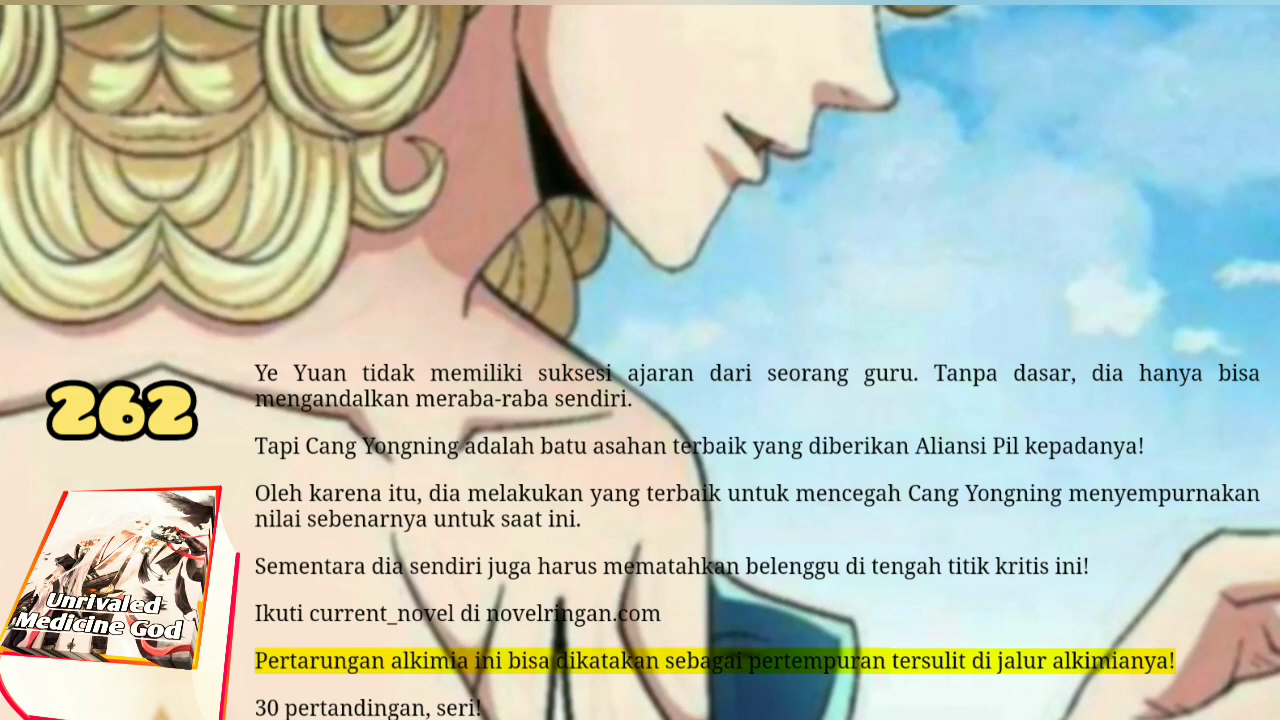 262
Unrivaled
Medicine God
Ye Yuan tidak memiliki suksesi ajaran dari seorang guru. Tanpa dasar, dia hanya bisa
mengandalkan meraba-raba sendiri.
Tapi Cang Yongning adalah batu asahan terbaik yang diberikan Aliansi Pil kepadanya!
Oleh karena itu, dia melakukan yang terbaik untuk mencegah Cang Yongning menyempurnakan
nilai sebenarnya untuk saat ini.
Sementara dia sendiri juga harus mematahkan belenggu di tengah titik kritis ini!
Ikuti current_novel di novelringan.com
Pertarungan alkimia ini bisa dikatakan sebagai pertempuran tersulit di jalur alkimianya!
30 pertandingan, seri!